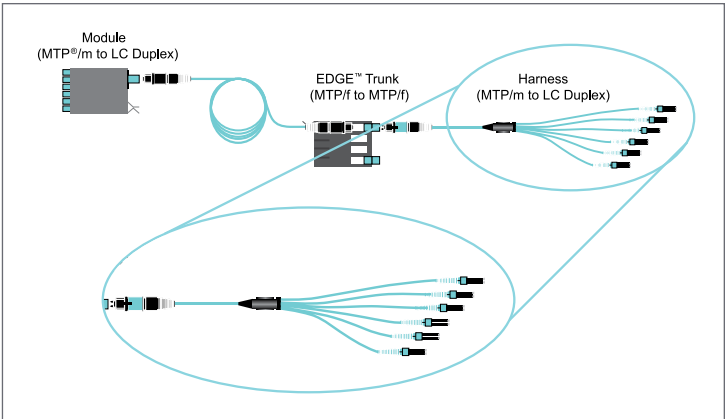 Module
(MTP®/m to LC Duplex)
EDGE™ Trunk
(MTP/f to MTP/f)
Harness
(MTP/m to LC Duplex)